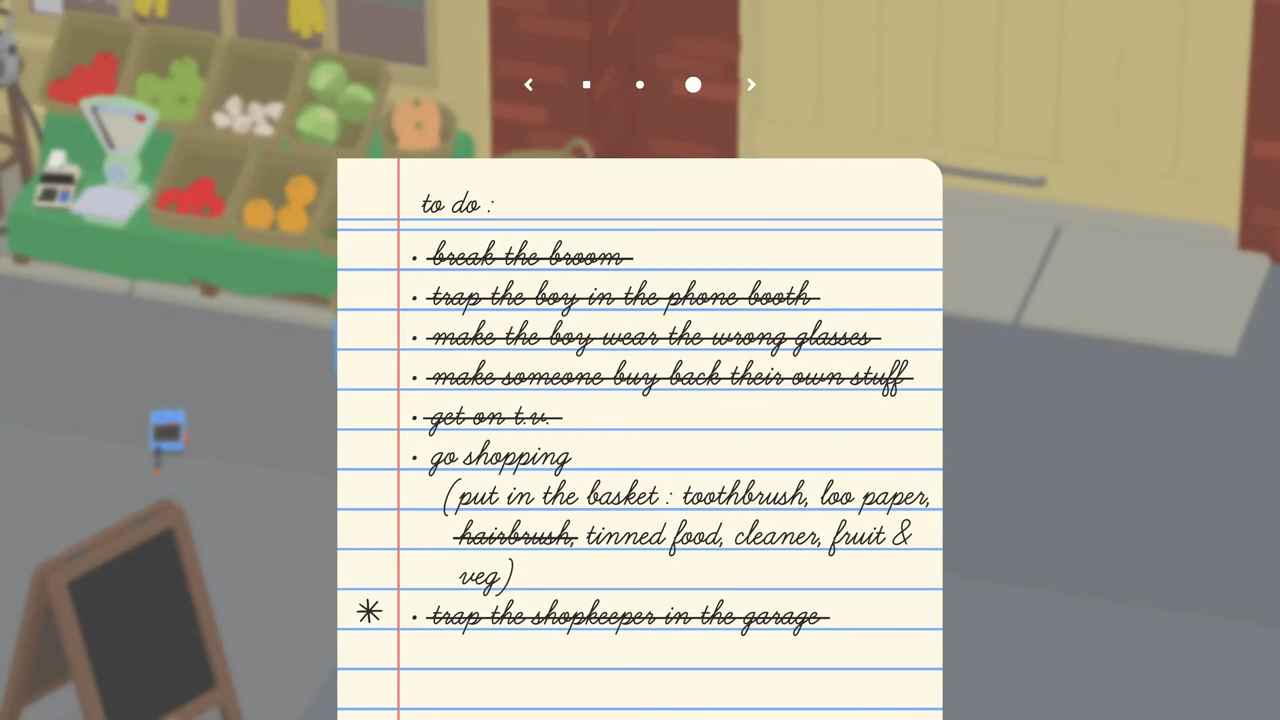 to do :
• break the broom
• trap the boy in the phone booth
• make the boy wear the wrong glasses
• make someone buy back their own stuff
• get on t.v.
• go shopping
(put in the basket : toothbrush, loo paper,
hairbrush, tinned food, cleaner, fruit &
veg)
• trap the shopkeeper in the garage